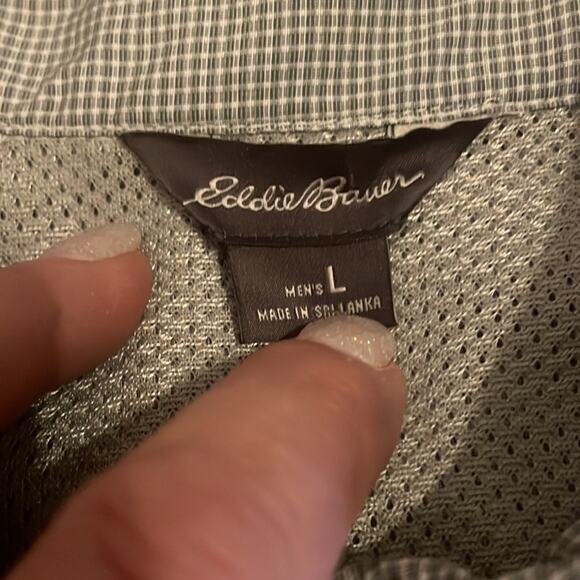 Eddie Bauer
MEN'S L
MADE IN SRI LANKA